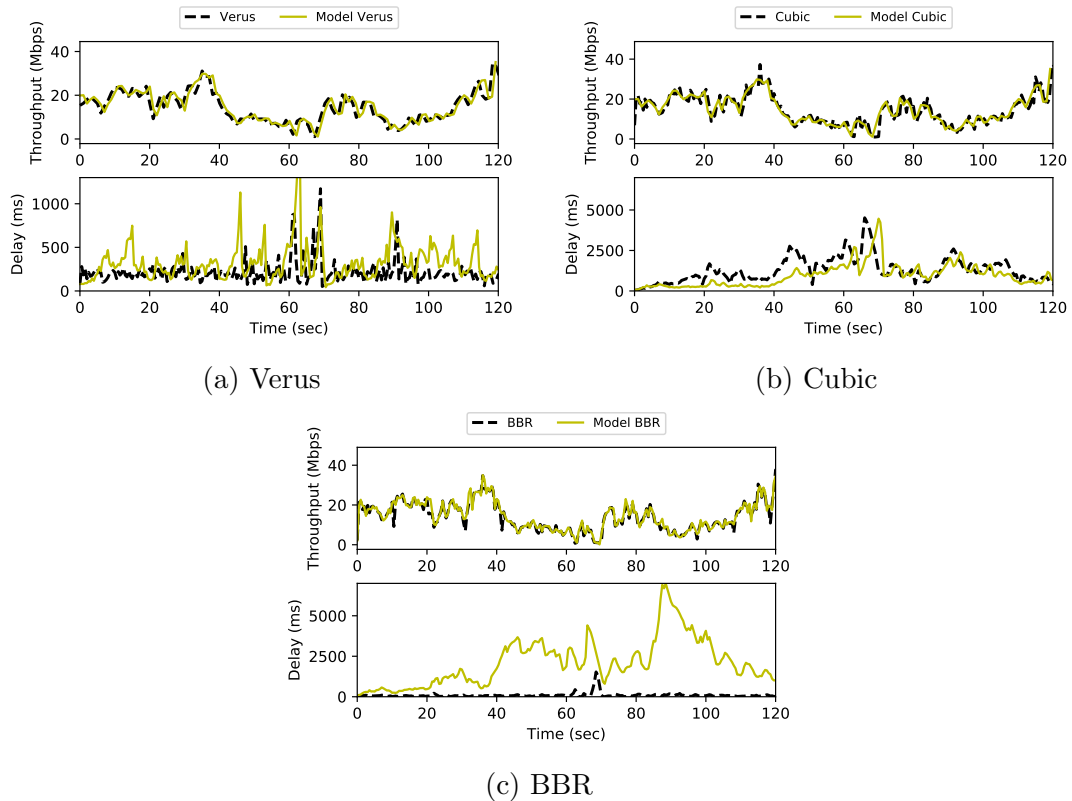 Verus Model Verus
Throughput (Mbps)
40
20
0
0 20 40 60 80 100 120
Delay (ms)
1000
500
0
0 20 40 60 80 100 120
Time (sec)
(a) Verus
Cubic Model Cubic
Throughput (Mbps)
40
20
0
0 20 40 60 80 100 120
Delay (ms)
5000
2500
0
0 20 40 60 80 100 120
Time (sec)
(b) Cubic
BBR Model BBR
Throughput (Mbps)
40
20
0
0 20 40 60 80 100 120
Delay (ms)
5000
2500
0
0 20 40 60 80 100 120
Time (sec)
(c) BBR